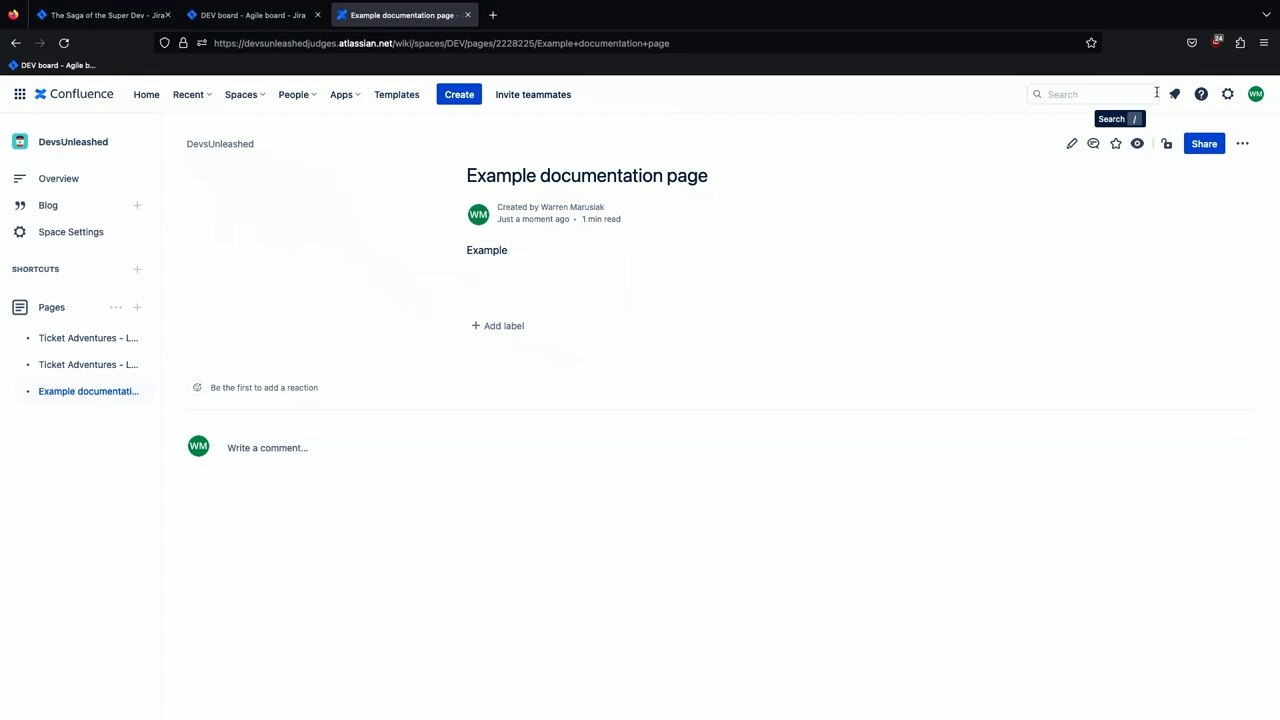 The Saga of the Super Dev - Jira
DEV board - Agile board - Jira
Example documentation page -
https://devsunleashedjudges.atlassian.net/wiki/spaces/DEV/pages/2228225/Example+documentation+page
24
DEV board - Agile b...
Confluence
Home
Recent
Spaces
People
Apps
Templates
Create
Invite teammates
Search
WM
Search /
DevsUnleashed
Overview
Blog
Space Settings
SHORTCUTS
Pages
Ticket Adventures - L...
Ticket Adventures - L...
Example documentati...
DevsUnleashed
Share
Example documentation page
WM
Created by Warren Marusiak
Just a moment ago • 1 min read
Example
+ Add label
Be the first to add a reaction
WM
Write a comment...